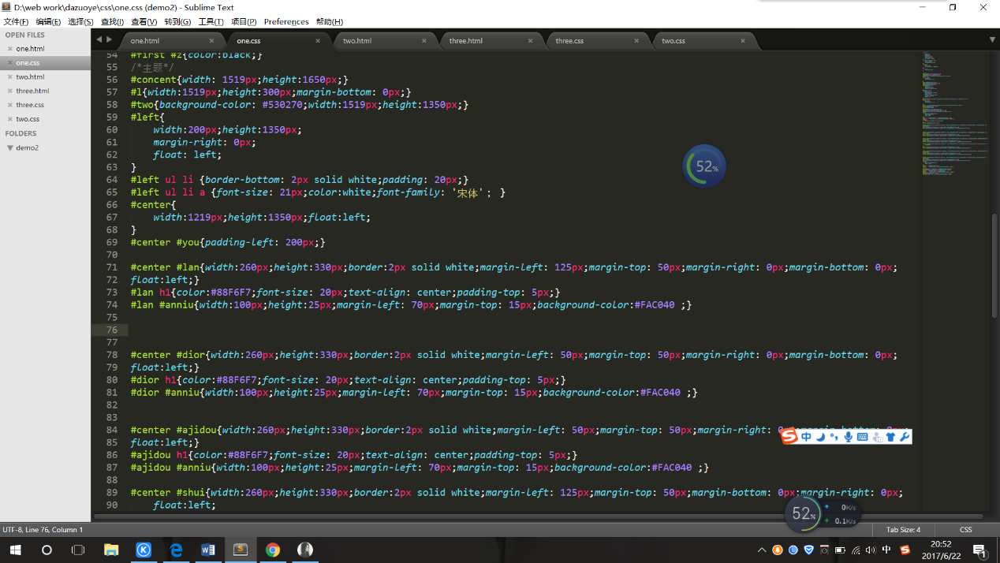 D:\web work\dazuoye\css\one.css (demo2) - Sublime Text
文件(F) 编辑(E) 选择(S) 查找(I) 查看(V) 转到(G) 工具(T) 项目(P) Preferences 帮助(H)
OPEN FILES
one.html
one.css
two.html
three.html
three.css
two.css
FOLDERS
demo2
one.html one.css two.html three.html three.css two.css
54 #first #z{color:black;}
55 /*主题*/
56 #concent{width: 1519px;height:1650px;}
57 #l{width:1519px;height:300px;margin-bottom: 0px;}
58 #two{background-color: #530270;width:1519px;height:1350px;}
59 #left{
60 width:200px;height:1350px;
61 margin-right: 0px;
62 float: left;
63 }
64 #left ul li {border-bottom: 2px solid white;padding: 20px;}
65 #left ul li a {font-size: 21px;color:white;font-family: '宋体'; }
66 #center{
67 width:1219px;height:1350px;float:left;
68 }
69 #center #you{padding-left: 200px;}
70
71 #center #lan{width:260px;height:330px;border:2px solid white;margin-left: 125px;margin-top: 50px;margin-right: 0px;margin-bottom: 0px;
72 float:left;}
73 #lan h1{color:#88F6F7;font-size: 20px;text-align: center;padding-top: 5px;}
74 #lan #anniu{width:100px;height:25px;margin-left: 70px;margin-top: 15px;background-color:#FAC040 ;}
75
76
77
78 #center #dior{width:260px;height:330px;border:2px solid white;margin-left: 50px;margin-top: 50px;margin-right: 0px;margin-bottom: 0px;
79 float:left;}
80 #dior h1{color:#88F6F7;font-size: 20px;text-align: center;padding-top: 5px;}
81 #dior #anniu{width:100px;height:25px;margin-left: 70px;margin-top: 15px;background-color:#FAC040 ;}
82
83
84 #center #ajidou{width:260px;height:330px;border:2px solid white;margin-left: 50px;margin-top: 50px;margin-right:
85 float:left;}
86 #ajidou h1{color:#88F6F7;font-size: 20px;text-align: center;padding-top: 5px;}
87 #ajidou #anniu{width:100px;height:25px;margin-left: 70px;margin-top: 15px;background-color:#FAC040 ;}
88
89 #center #shui{width:260px;height:330px;border:2px solid white;margin-left: 125px;margin-top: 50px;margin-bottom: 0px;margin-right: 0px;
90 float:left;
52%
中
52%
0K/s
0.1K/s
UTF-8, Line 76, Column 1
Tab Size: 4
CSS
中
20:52
2017/6/22
1